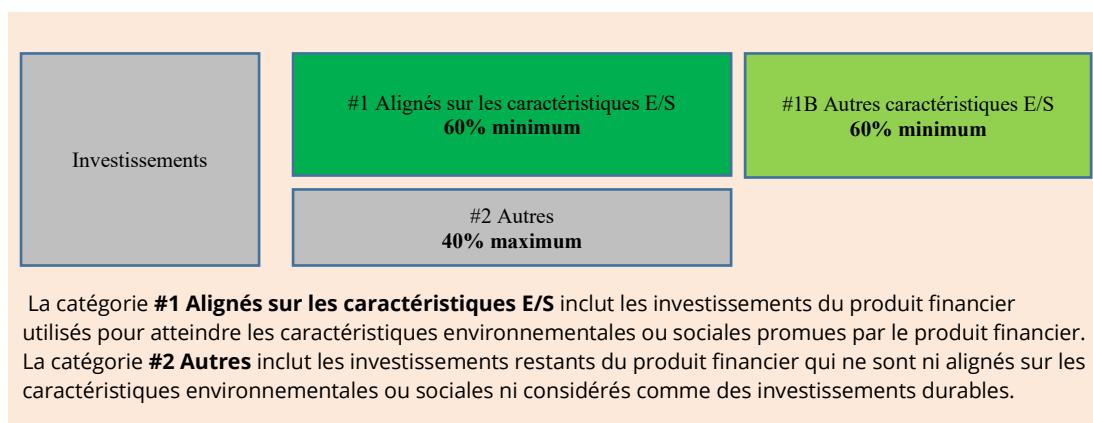 Investissements
#1 Alignés sur les caractéristiques E/S
60% minimum
#1B Autres caractéristiques E/S
60% minimum
#2 Autres
40% maximum
La catégorie #1 Alignés sur les caractéristiques E/S inclut les investissements du produit financier
utilisés pour atteindre les caractéristiques environnementales ou sociales promues par le produit financier.
La catégorie #2 Autres inclut les investissements restants du produit financier qui ne sont ni alignés sur les
caractéristiques environnementales ou sociales ni considérés comme des investissements durables.